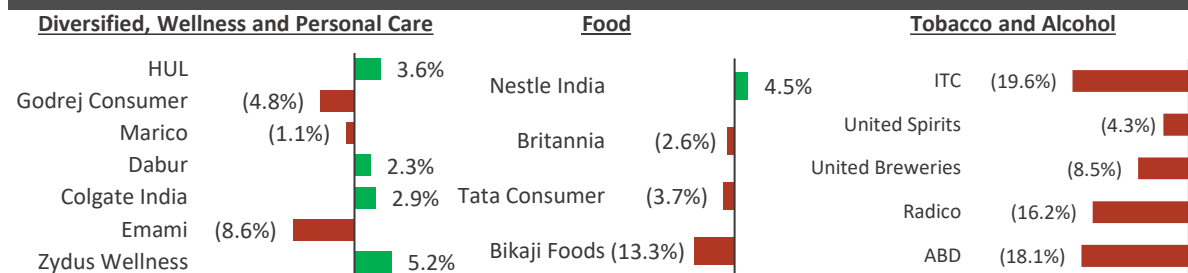 Diversified, Wellness and Personal Care
HUL 3.6%
Godrej Consumer (4.8%)
Marico (1.1%)
Dabur 2.3%
Colgate India 2.9%
Emami (8.6%)
Zydus Wellness 5.2%
Food
Nestle India 4.5%
Britannia (2.6%)
Tata Consumer (3.7%)
Bikaji Foods (13.3%)
Tobacco and Alcohol
ITC (19.6%)
United Spirits (4.3%)
United Breweries (8.5%)
Radico (16.2%)
ABD (18.1%)